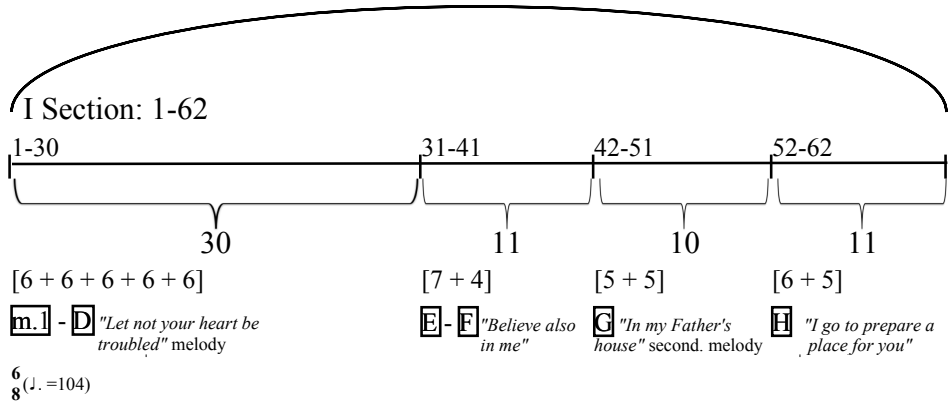 I Section: 1-62
1-30 31-41 42-51 52-62
30 11 10 11
[6 + 6 + 6 + 6 + 6] [7 + 4] [5 + 5] [6 + 5]
m.1 - D "Let not your heart be troubled" melody
E - F "Believe also in me"
G "In my Father's house" second. melody
H "I go to prepare a place for you"
6
8 (♩. =104)